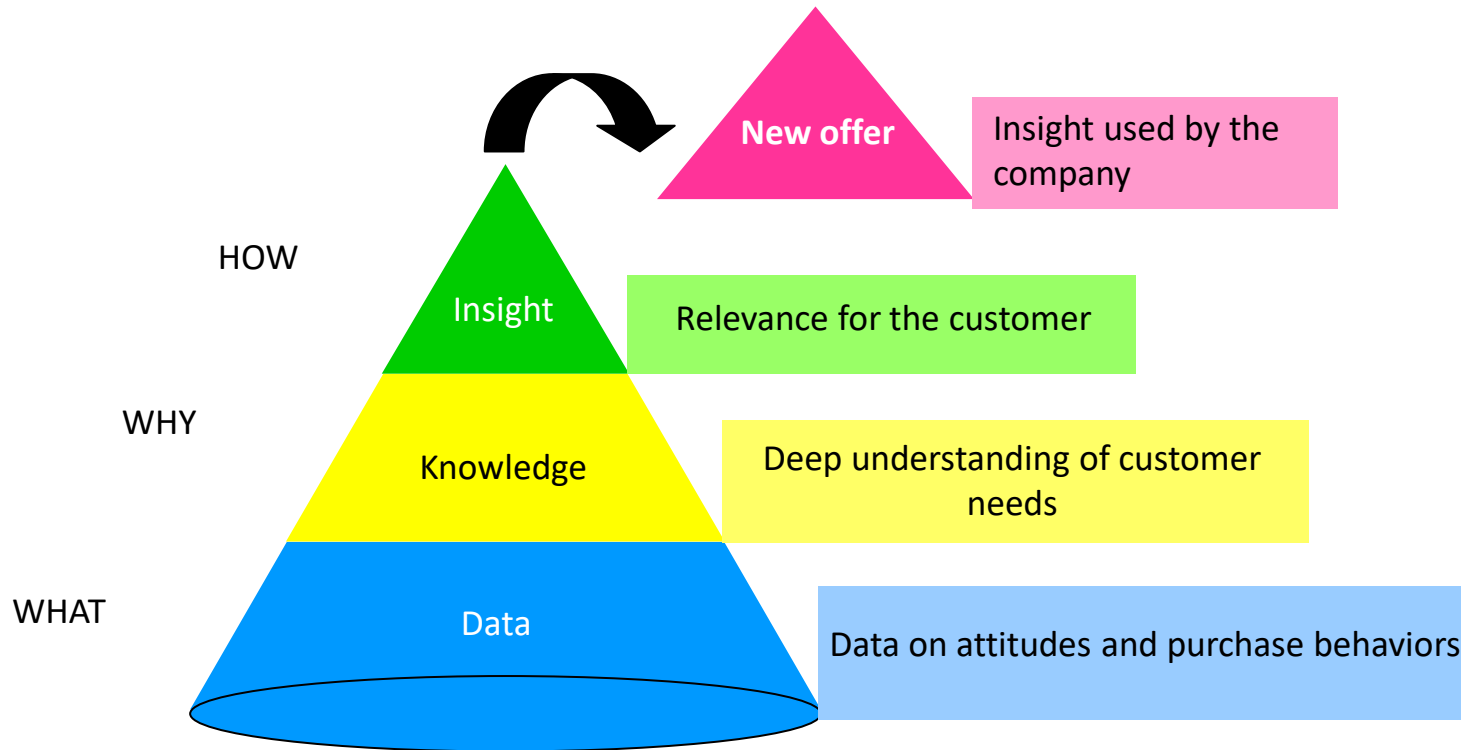 New offer
Insight used by the
company
HOW
Insight
Relevance for the customer
WHY
Knowledge
Deep understanding of customer
needs
WHAT
Data
Data on attitudes and purchase behaviors